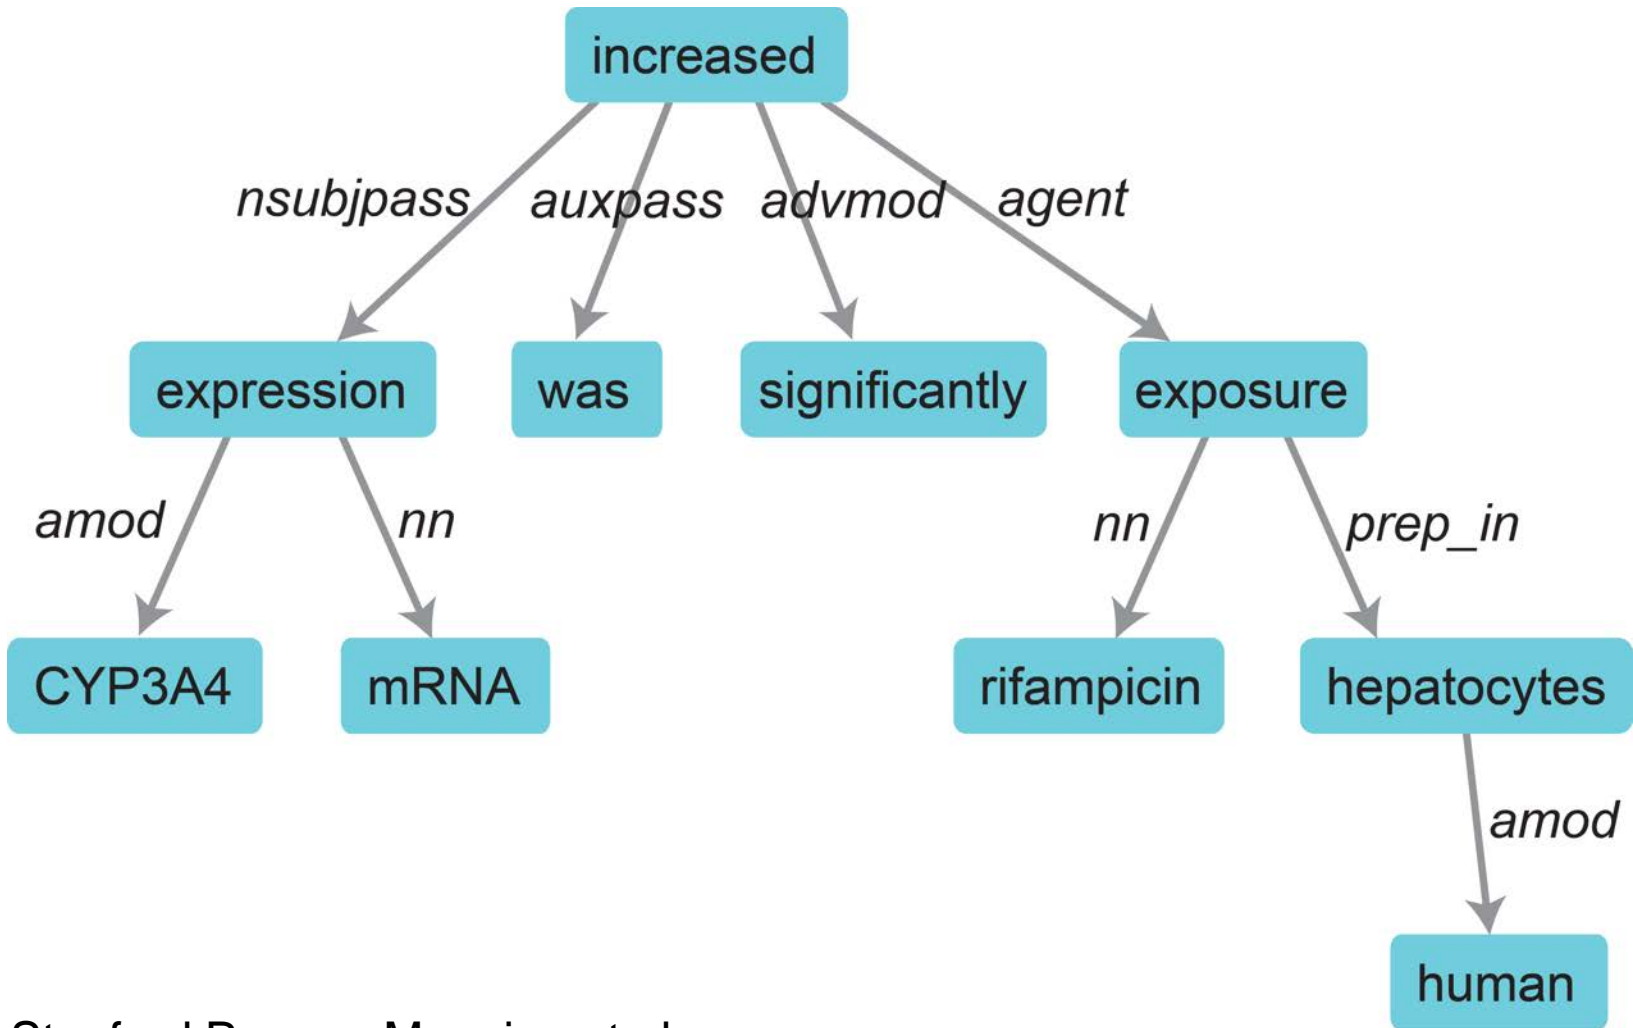 increased
nsubjpass auxpass advmod agent
expression was significantly exposure
amod nn nn prep_in
CYP3A4 mRNA rifampicin hepatocytes
amod
human